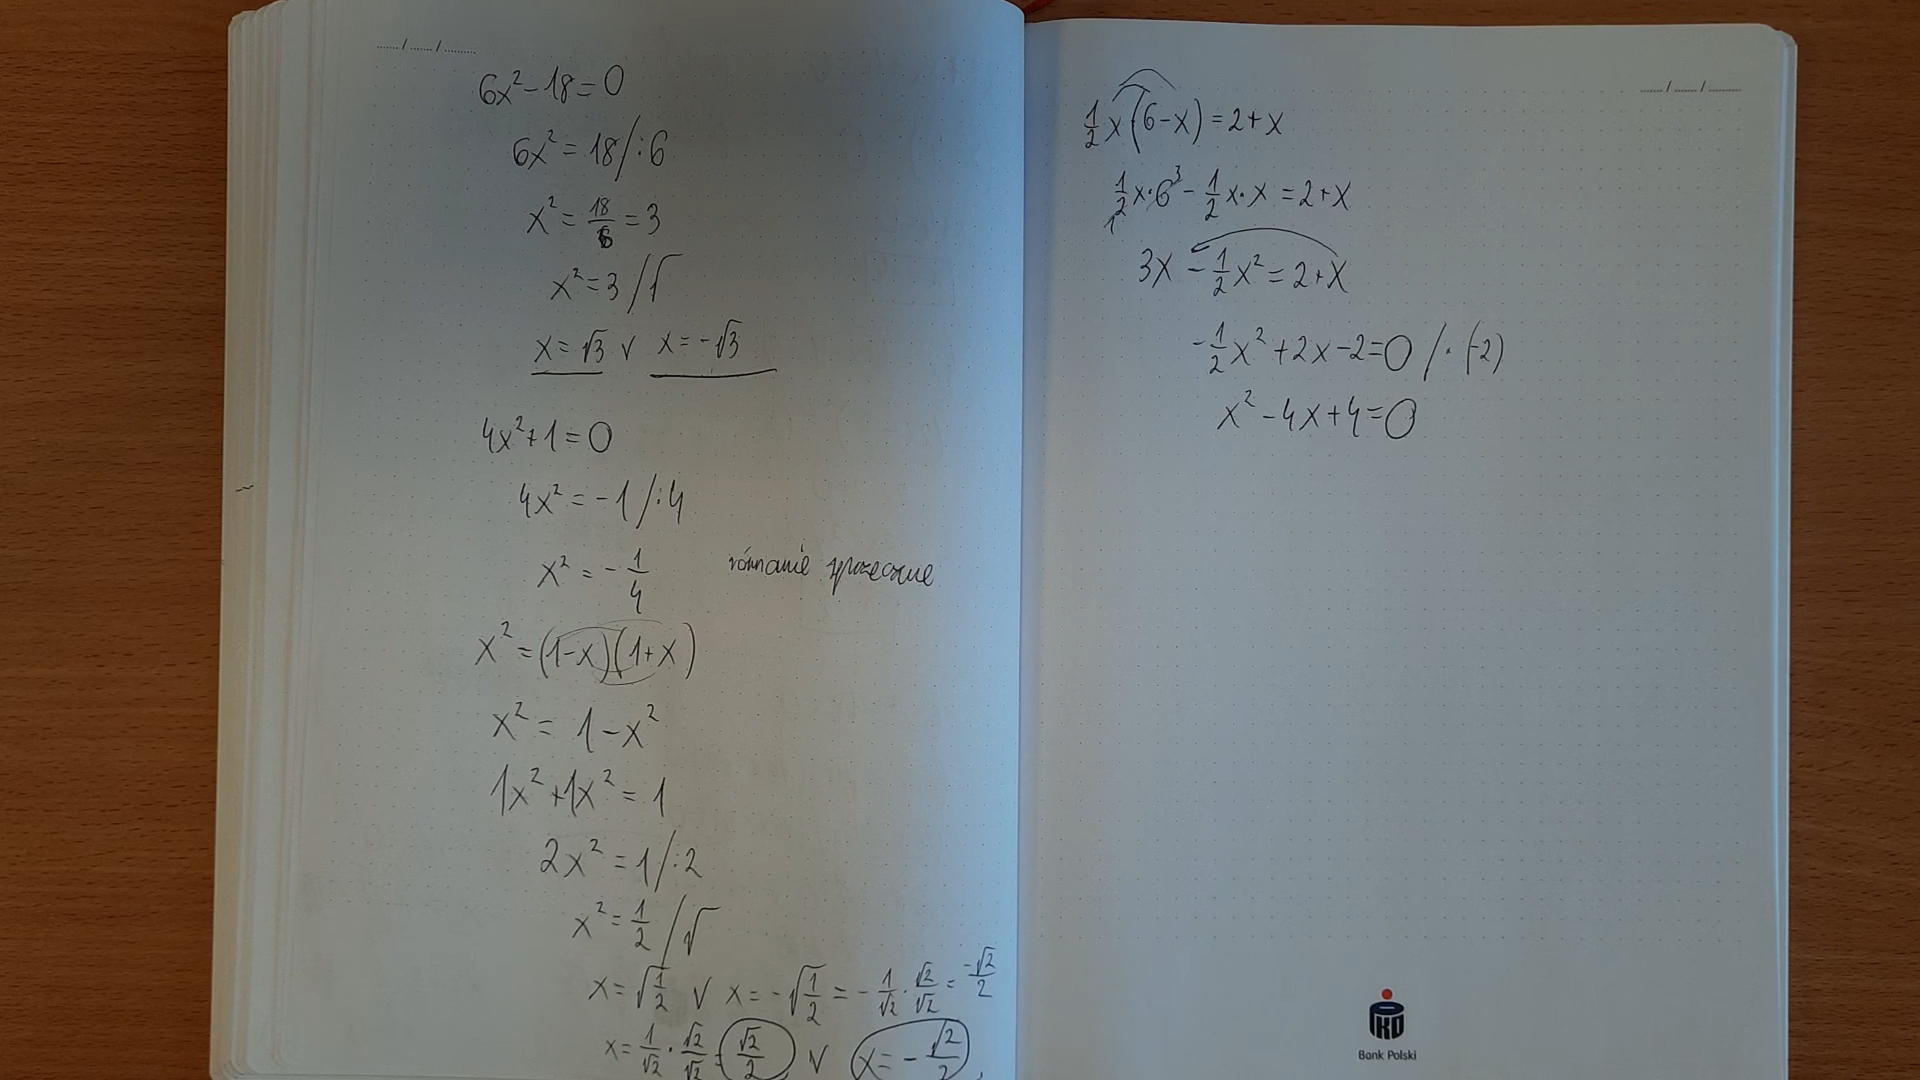 ...... / ...... / ..........
6x² - 18 = 0
6x² = 18 / : 6
x² = 18/6 = 3
x² = 3 / √
x = √3 ∨ x = -√3
4x² + 1 = 0
4x² = -1 / : 4
x² = -1/4 równanie sprzeczne
x² = (1-x)(1+x)
x² = 1 - x²
1x² + 1x² = 1
2x² = 1 / : 2
x² = 1/2 / √
x = √(1/2) ∨ x = -√(1/2) = -1/√2 · √2/√2 = -√2/2
x = 1/√2 · √2/√2 = √2/2 ∨ x = -√2/2
...... / ...... / ..........
1/2 x (6-x) = 2+x
1/2 x · 6 - 1/2 x · x = 2+x
1 3
3x - 1/2 x² = 2+x
-1/2 x² + 2x - 2 = 0 / · (-2)
x² - 4x + 4 = 0
PKO
Bank Polski